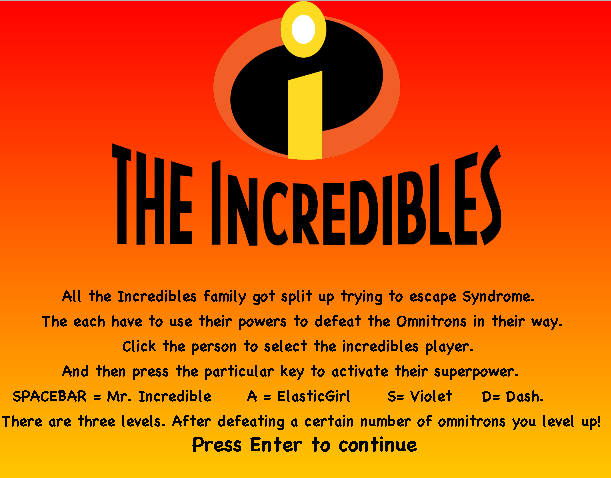 i
THE INCREDIBLES
All the Incredibles family got split up trying to escape Syndrome.
The each have to use their powers to defeat the Omnitrons in their way.
Click the person to select the incredibles player.
And then press the particular key to activate their superpower.
SPACEBAR = Mr. Incredible A = ElasticGirl S= Violet D= Dash.
There are three levels. After defeating a certain number of omnitrons you level up!
Press Enter to continue